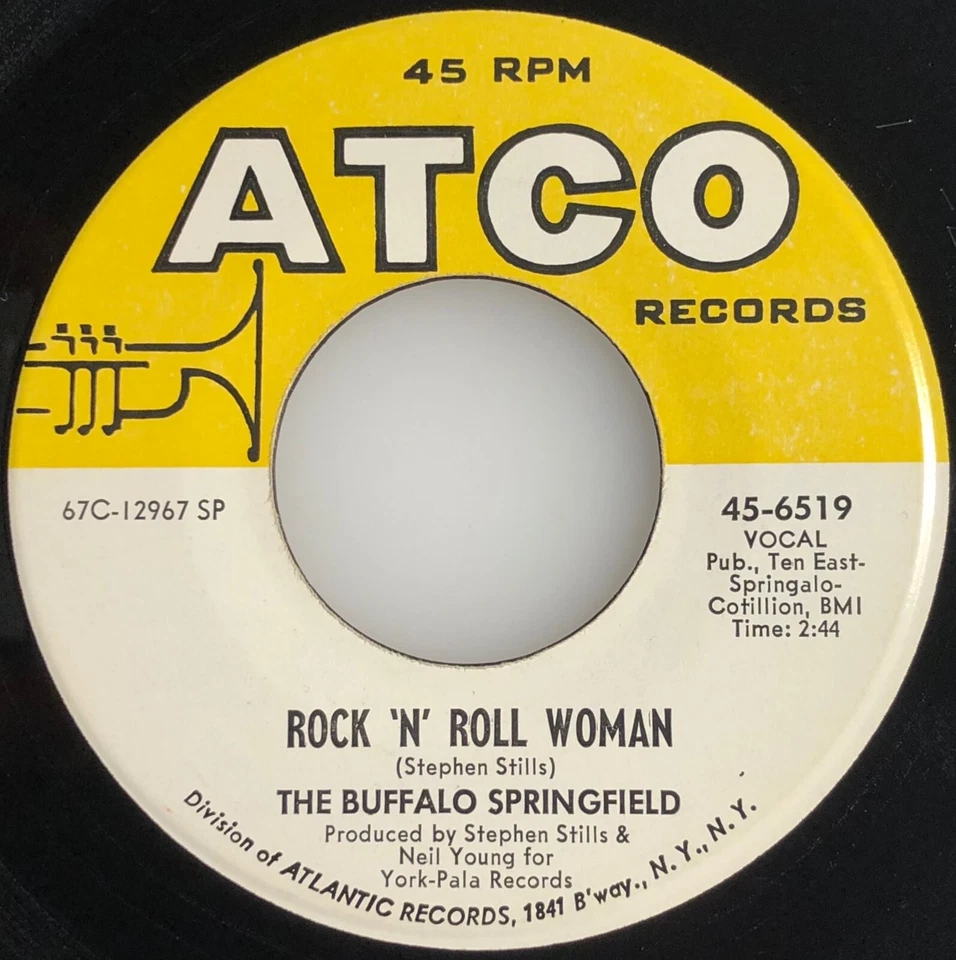 45 RPM
ATCO
RECORDS
67C-12967 SP
45-6519
VOCAL
Pub., Ten East-
Springalo-
Cotillion, BMI
Time: 2:44
ROCK 'N' ROLL WOMAN
(Stephen Stills)
THE BUFFALO SPRINGFIELD
Produced by Stephen Stills &
Neil Young for
York-Pala Records
Division of ATLANTIC RECORDS, 1841 B'way., N.Y., N.Y.